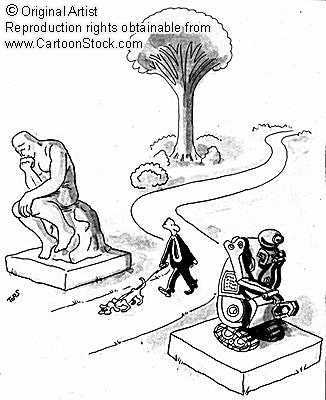 © Original Artist
Reproduction rights obtainable from
www.CartoonStock.com